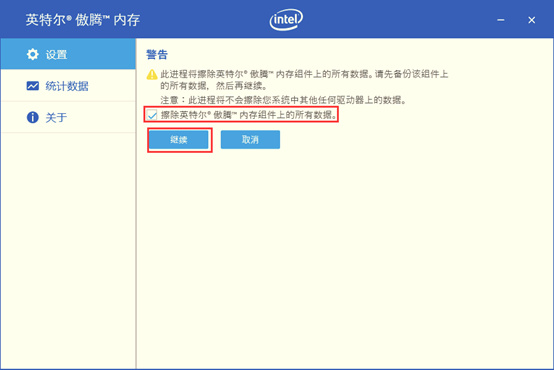 英特尔® 傲腾™ 内存
intel
设置
统计数据
关于
警告
此进程将擦除英特尔® 傲腾™ 内存组件上的所有数据。请先备份该组件上
的所有数据，然后再继续。
注意：此进程将不会擦除您系统中其他任何驱动器上的数据。
擦除英特尔® 傲腾™ 内存组件上的所有数据。
继续
取消